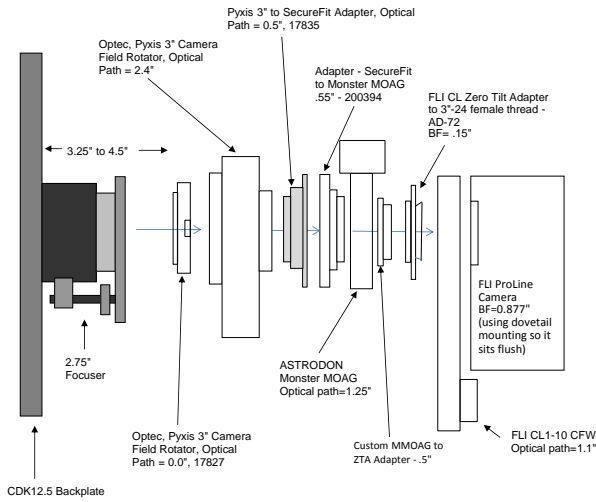 Pyxis 3" to SecureFit Adapter, Optical
Path = 0.5", 17835
Optec, Pyxis 3" Camera
Field Rotator, Optical
Path = 2.4"
Adapter - SecureFit
to Monster MOAG
.55" - 200394
FLI CL Zero Tilt Adapter
to 3"-24 female thread -
AD-72
BF= .15"
3.25" to 4.5"
FLI ProLine
Camera
BF=0.877"
(using dovetail
mounting so it
sits flush)
2.75"
Focuser
ASTRODON
Monster MOAG
Optical path=1.25"
Optec, Pyxis 3" Camera
Field Rotator, Optical
Path = 0.0", 17827
Custom MMOAG to
ZTA Adapter - .5"
FLI CL1-10 CFW
Optical path=1.1"
CDK12.5 Backplate